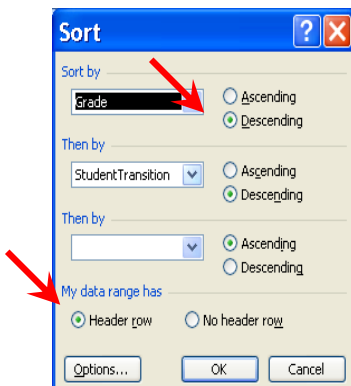 Sort
Sort by
Grade
Ascending
Descending
Then by
StudentTransition
Ascending
Descending
Then by
Ascending
Descending
My data range has
Header row No header row
Options... OK Cancel